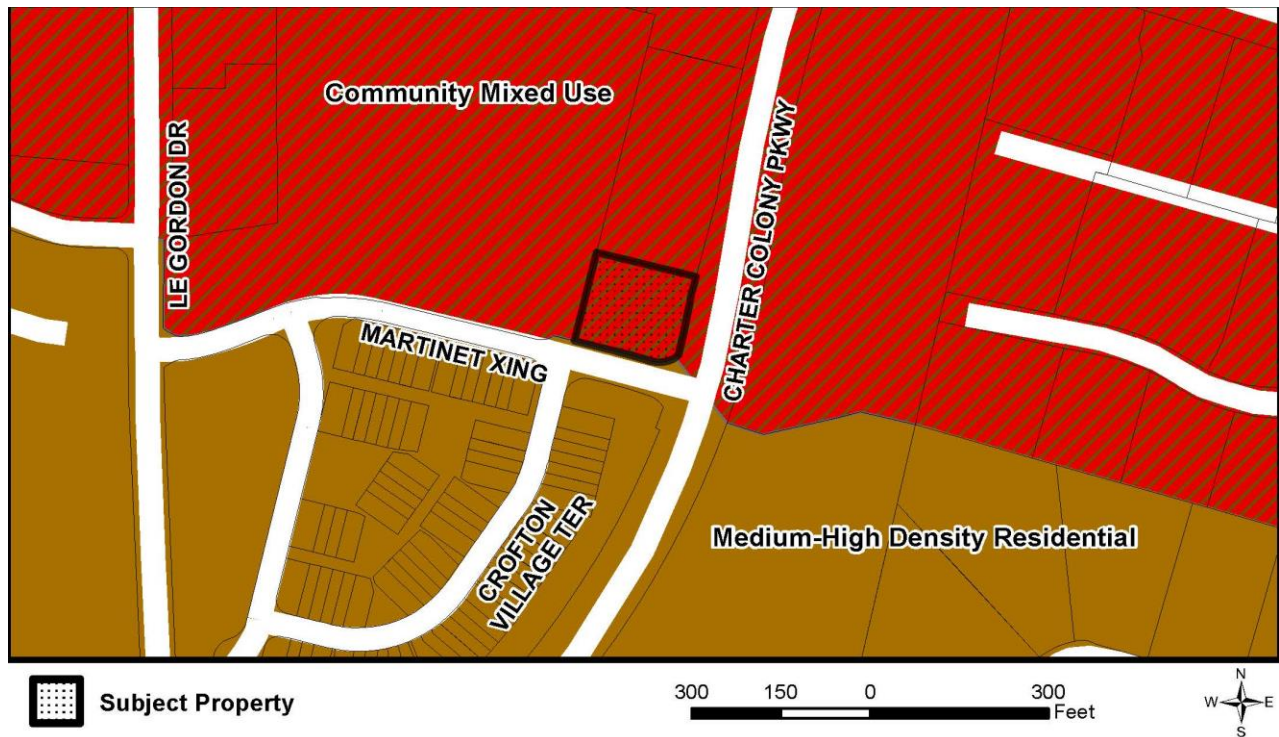 Community Mixed Use
LE GORDON DR
CHARTER COLONY PKWY
MARTINET XING
CROFTON
VILLAGE TER
Medium-High Density Residential
Subject Property
300 150 0 300
Feet
N
W E
S